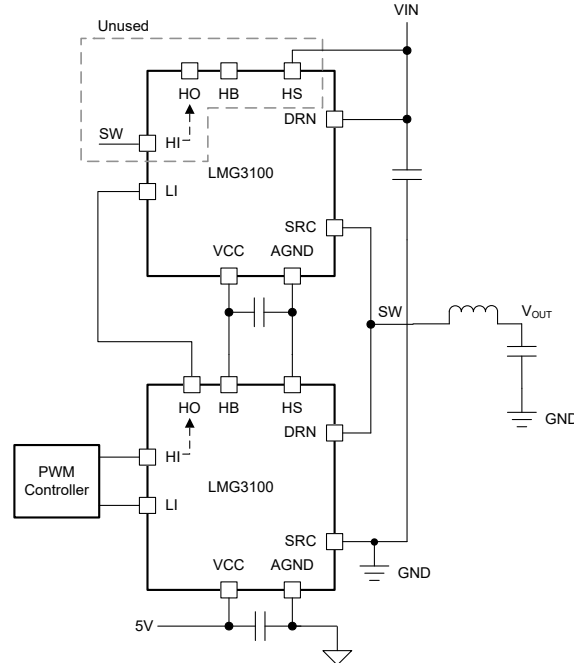 VIN
Unused
HO HB HS
DRN
SW
HI
LMG3100
LI
SRC
VCC AGND
SW
VOUT
GND
HO HB HS
DRN
PWM
Controller
HI
LMG3100
LI
SRC
VCC AGND
GND
5V